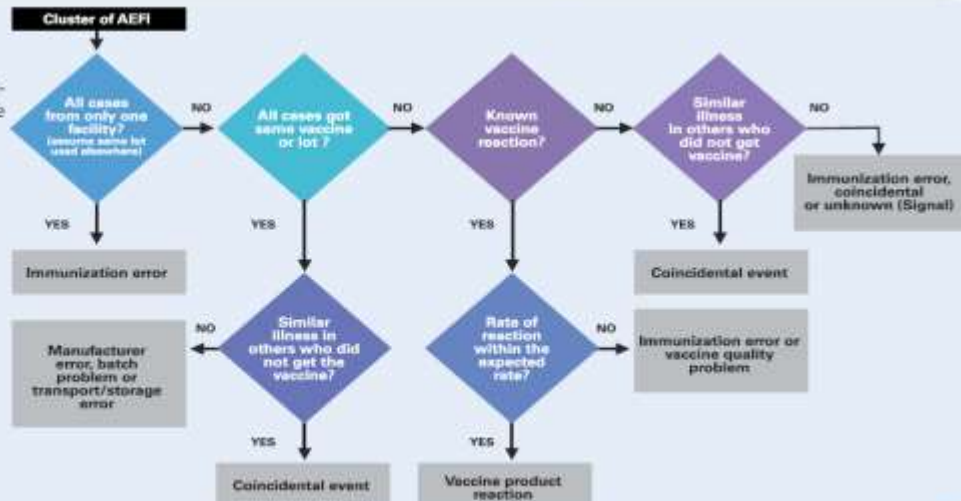 Cluster of AEFI
All cases
from only one
facility?
(assume same lot
used elsewhere)
NO
All cases got
same vaccine
or lot ?
NO
Known
vaccine
reaction?
NO
Similar
illness
in others who
did not get
vaccine?
NO
Immunization error,
coincidental
or unknown (Signal)
YES
YES
YES
YES
Immunization error
Coincidental event
Similar
illness in
others who did
not get the
vaccine?
NO
Manufacturer
error, batch
problem or
transport/storage
error
Rate of
reaction
within the
expected
rate?
NO
Immunization error or
vaccine quality
problem
YES
YES
Coincidental event
Vaccine product
reaction